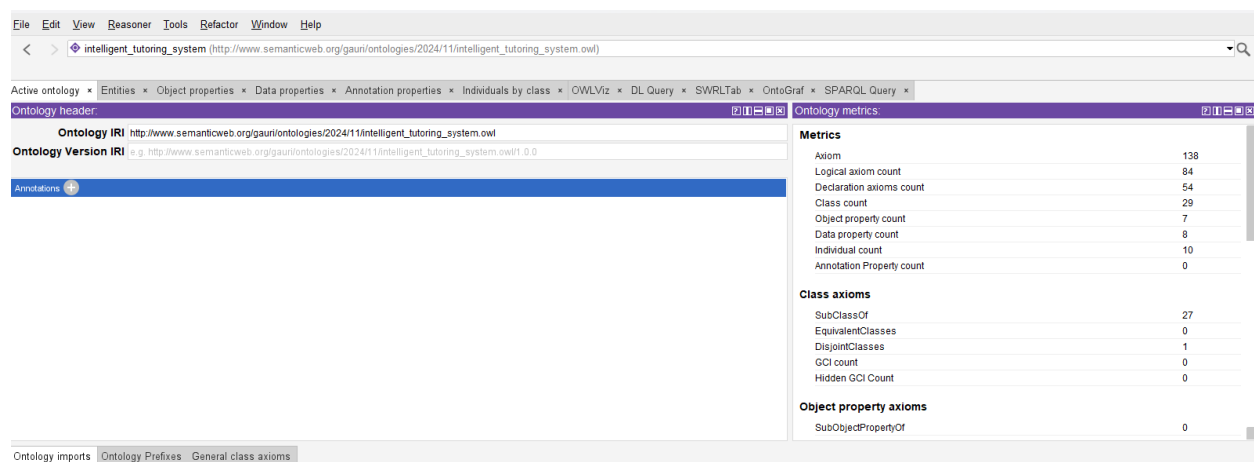 File Edit View Reasoner Tools Refactor Window Help
intelligent_tutoring_system (http://www.semanticweb.org/gauri/ontologies/2024/11/intelligent_tutoring_system.owl)
Active ontology × Entities × Object properties × Data properties × Annotation properties × Individuals by class × OWLViz × DL Query × SWRLTab × OntoGraf × SPARQL Query ×
Ontology header:
Ontology IRI http://www.semanticweb.org/gauri/ontologies/2024/11/intelligent_tutoring_system.owl
Ontology Version IRI e.g. http://www.semanticweb.org/gauri/ontologies/2024/11/intelligent_tutoring_system.owl/1.0.0
Annotations
Ontology metrics:
Metrics
Axiom 138
Logical axiom count 84
Declaration axioms count 54
Class count 29
Object property count 7
Data property count 8
Individual count 10
Annotation Property count 0
Class axioms
SubClassOf 27
EquivalentClasses 0
DisjointClasses 1
GCI count 0
Hidden GCI Count 0
Object property axioms
SubObjectPropertyOf 0
Ontology imports Ontology Prefixes General class axioms